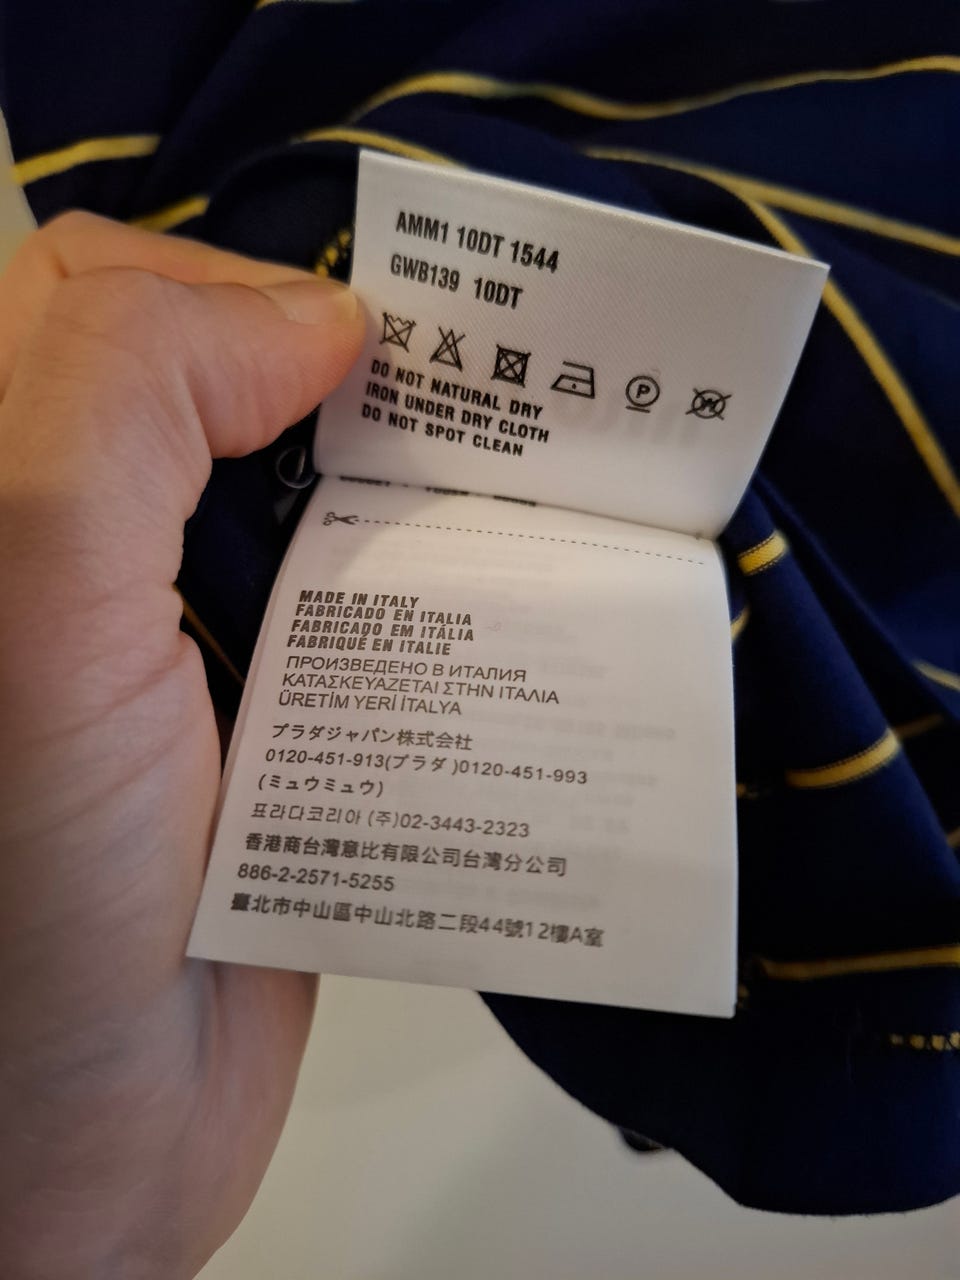 AMM1 10DT 1544
GWB139 10DT
P W
DO NOT NATURAL DRY
IRON UNDER DRY CLOTH
DO NOT SPOT CLEAN
MADE IN ITALY
FABRICADO EN ITALIA
FABRICADO EM ITÁLIA
FABRIQUÉ EN ITALIE
ПРОИЗВЕДЕНО В ИТАЛИЯ
ΚΑΤΑΣΚΕΥΑΖΕΤΑΙ ΣΤΗΝ ΙΤΑΛΙΑ
ÜRETİM YERİ İTALYA
プラダジャパン株式会社
0120-451-913(プラダ )0120-451-993
(ミュウミュウ)
프라다코리아 (주)02-3443-2323
香港商台灣意比有限公司台灣分公司
886-2-2571-5255
臺北市中山區中山北路二段44號12樓A室